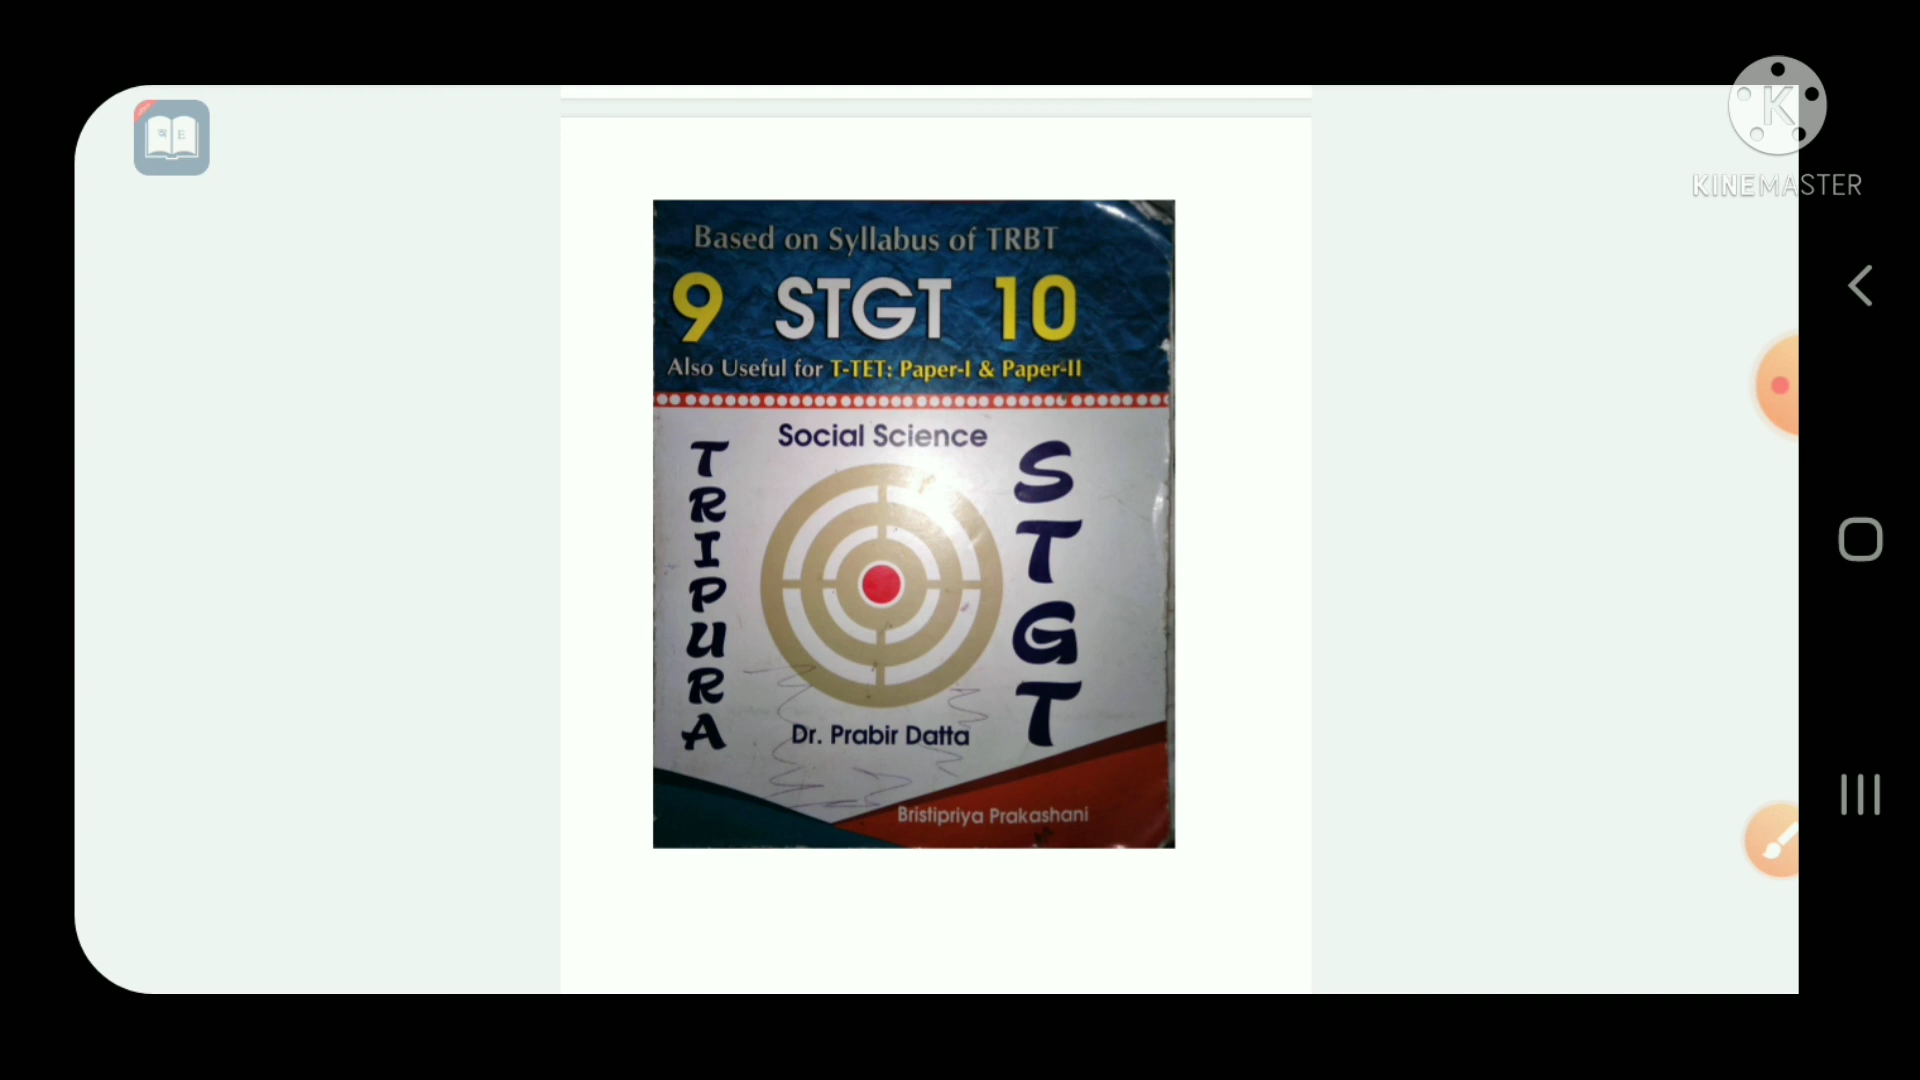 KINEMASTER
Based on Syllabus of TRBT
9 STGT 10
Also Useful for T-TET: Paper-I & Paper-II
Social Science
TRIPURA
STGT
Dr. Prabir Datta
Bristipriya Prakashani
অ E
K